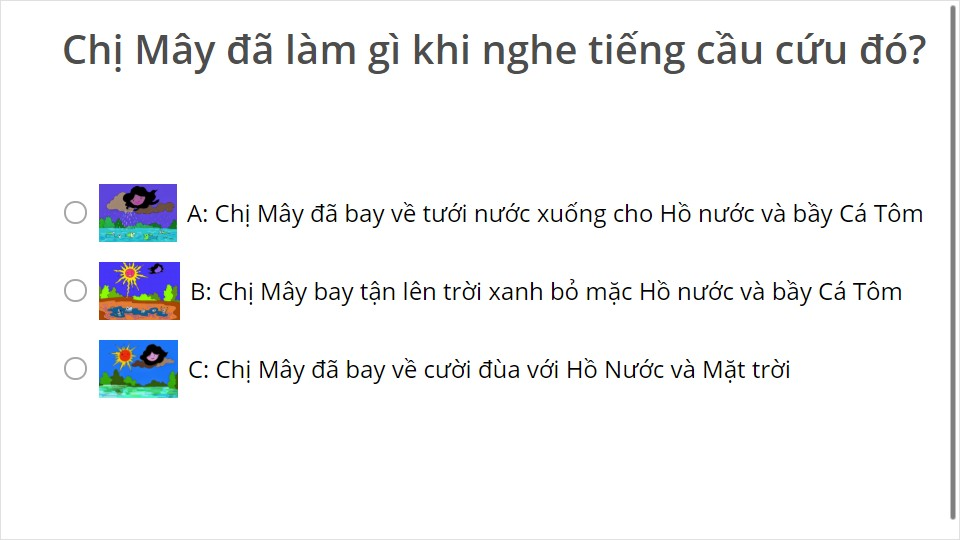 Chị Mây đã làm gì khi nghe tiếng cầu cứu đó?
A: Chị Mây đã bay về tưới nước xuống cho Hồ nước và bầy Cá Tôm
B: Chị Mây bay tận lên trời xanh bỏ mặc Hồ nước và bầy Cá Tôm
C: Chị Mây đã bay về cười đùa với Hồ Nước và Mặt trời